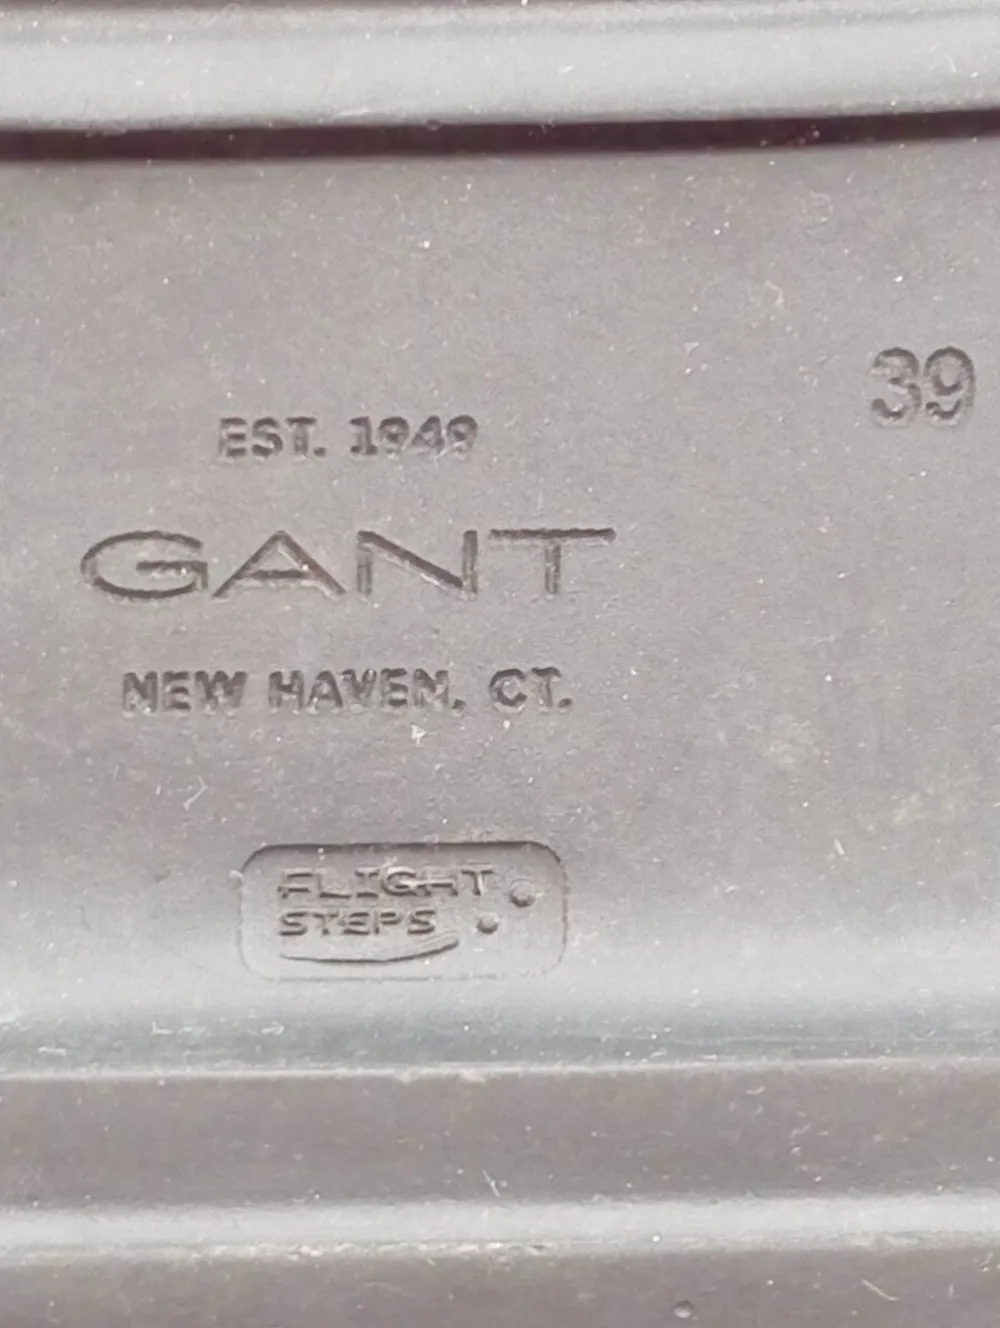 39
EST. 1949
GANT
NEW HAVEN, CT.
FLIGHT
STEPS